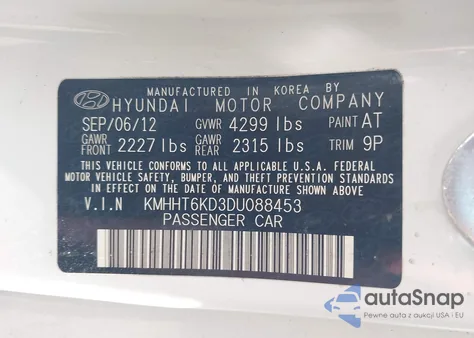 MANUFACTURED IN KOREA BY
HYUNDAI MOTOR COMPANY
SEP/06/12 GVWR 4299 lbs PAINT AT
GAWR FRONT 2227 lbs GAWR REAR 2315 lbs TRIM 9P
THIS VEHICLE CONFORMS TO ALL APPLICABLE U.S.A. FEDERAL
MOTOR VEHICLE SAFETY, BUMPER, AND THEFT PREVENTION
STANDARDS IN EFFECT ON THE DATE OF MANUFACTURE SHOWN ABOVE.
V.I.N KMHHT6KD3DU088453
PASSENGER CAR
autoSnap
Pewne auta z aukcji USA i EU